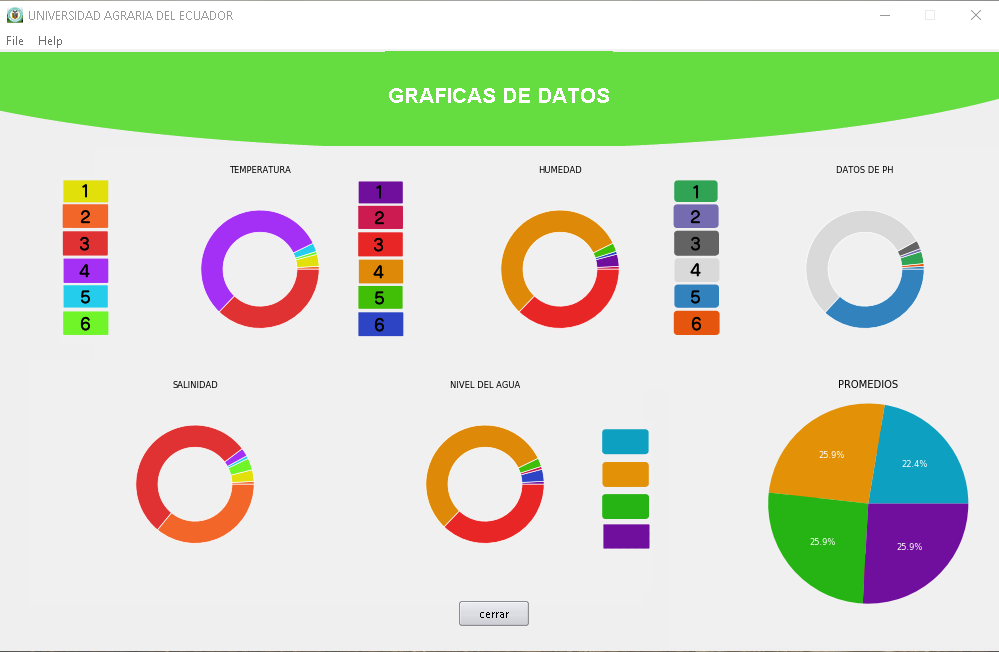 UNIVERSIDAD AGRARIA DEL ECUADOR
File Help
GRAFICAS DE DATOS
TEMPERATURA
1
2
3
4
5
6
HUMEDAD
1
2
3
4
5
6
DATOS DE PH
1
2
3
4
5
6
SALINIDAD
NIVEL DEL AGUA
PROMEDIOS
25.9%
22.4%
25.9%
25.9%
cerrar